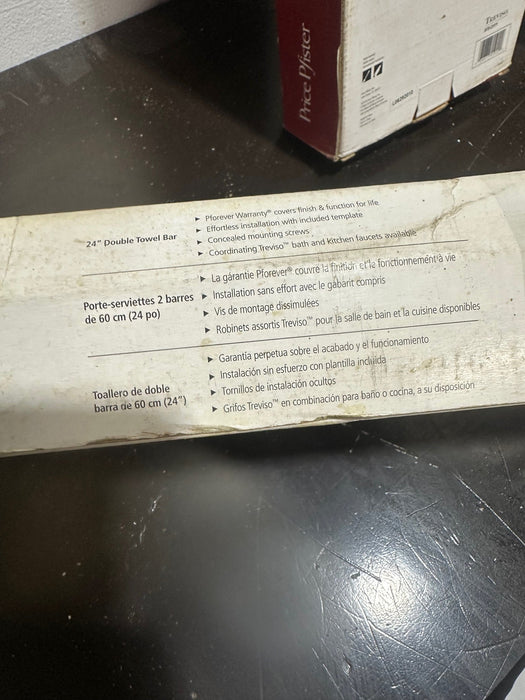 Price Pfister
TREVISO
24" Double Towel Bar
► Pforever Warranty® covers finish & function for life
► Effortless installation with included template
► Concealed mounting screws
► Coordinating Treviso™ bath and kitchen faucets available
Porte-serviettes 2 barres
de 60 cm (24 po)
► La garantie Pforever® couvre la finition et le fonctionnement à vie
► Installation sans effort avec le gabarit compris
► Vis de montage dissimulées
► Robinets assortis Treviso™ pour la salle de bain et la cuisine disponibles
Toallero de doble
barra de 60 cm (24")
► Garantía perpetua sobre el acabado y el funcionamiento
► Instalación sin esfuerzo con plantilla incluida
► Tornillos de instalación ocultos
► Grifos Treviso™ en combinación para baño o cocina, a su disposición